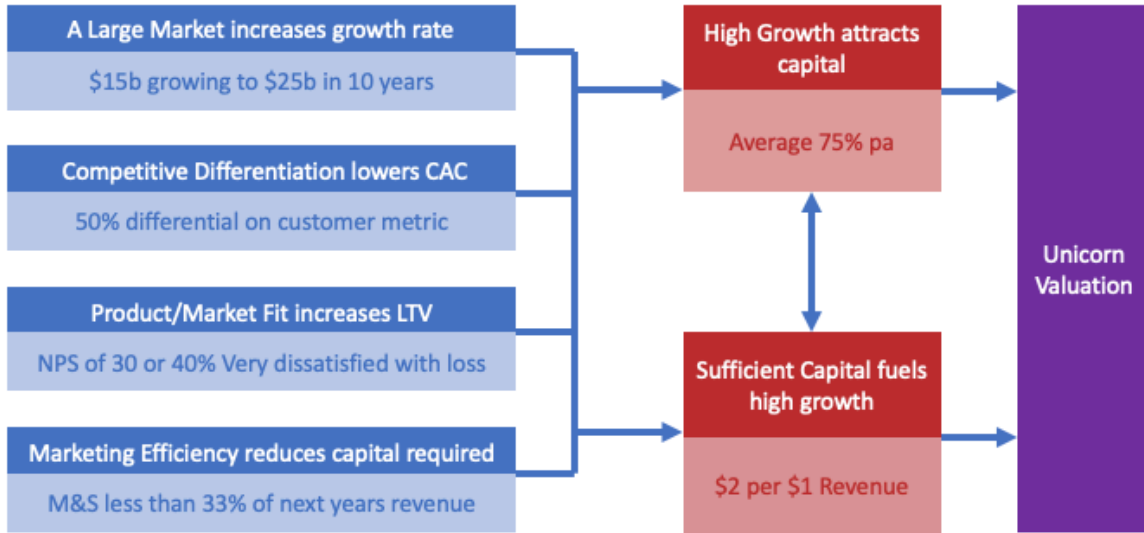 A Large Market increases growth rate
$15b growing to $25b in 10 years
Competitive Differentiation lowers CAC
50% differential on customer metric
Product/Market Fit increases LTV
NPS of 30 or 40% Very dissatisfied with loss
Marketing Efficiency reduces capital required
M&S less than 33% of next years revenue
High Growth attracts
capital
Average 75% pa
Sufficient Capital fuels
high growth
$2 per $1 Revenue
Unicorn
Valuation